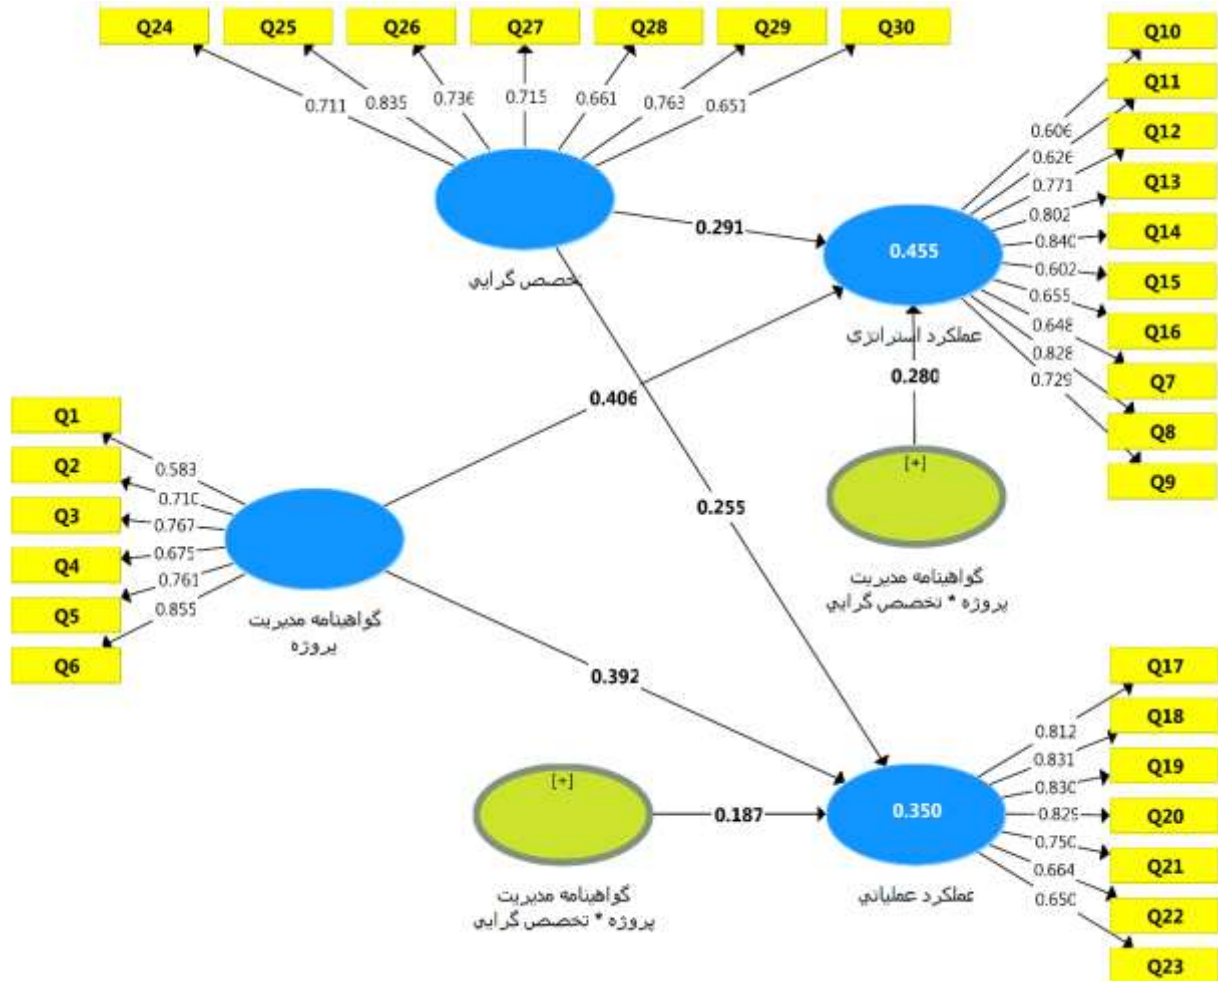 Q24 Q25 Q26 Q27 Q28 Q29 Q30
0.711 0.835 0.736 0.715 0.661 0.763 0.651
Q10
Q11
Q12
Q13
Q14
Q15
Q16
Q7
Q8
Q9
0.606
0.626
0.771
0.802
0.840
0.602
0.655
0.648
0.828
0.729
0.291
0.455
تخصص گرايي
عملکرد استراتژي
0.280
0.406
[+]
گواهينامه مديريت
پروژه * تخصص گرايي
Q1
Q2
Q3
Q4
Q5
Q6
0.583
0.710
0.767
0.675
0.761
0.855
گواهينامه مديريت
پروژه
0.255
0.392
[+]
0.187
0.350
گواهينامه مديريت
پروژه * تخصص گرايي
عملکرد عملياتي
Q17
Q18
Q19
Q20
Q21
Q22
Q23
0.812
0.831
0.830
0.829
0.750
0.664
0.650